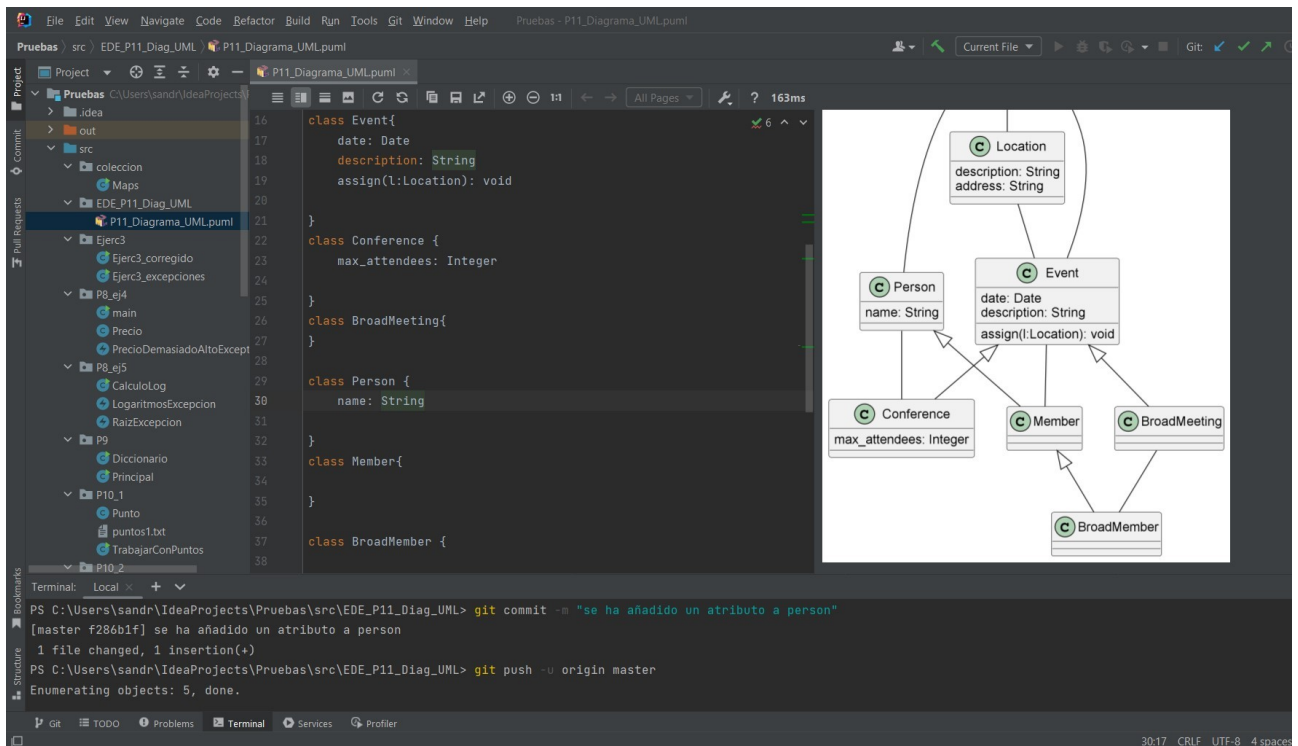 File Edit View Navigate Code Refactor Build Run Tools Git Window Help Pruebas - P11_Diagrama_UML.puml
Pruebas src EDE_P11_Diag_UML P11_Diagrama_UML.puml Current File Git:
Project P11_Diagrama_UML.puml
Pruebas C:\Users\sandr\IdeaProjects\
.idea
out
src
coleccion
Maps
EDE_P11_Diag_UML
P11_Diagrama_UML.puml
Ejerc3
Ejerc3_corregido
Ejerc3_excepciones
P8_ej4
main
Precio
PrecioDemasiadoAltoExcept
P8_ej5
CalculoLog
LogaritmosExcepcion
RaizExcepcion
P9
Diccionario
Principal
P10_1
Punto
puntos1.txt
TrabajarConPuntos
P10_2
Project
Commit
Pull Requests
Bookmarks
Structure
1:1 All Pages ? 163ms
6
16 class Event{
17 date: Date
18 description: String
19 assign(l:Location): void
20
21 }
22 class Conference {
23 max_attendees: Integer
24
25 }
26 class BroadMeeting{
27 }
28
29 class Person {
30 name: String
31
32 }
33 class Member{
34
35 }
36
37 class BroadMember {
38
C Location
description: String
address: String
C Person
name: String
C Event
date: Date
description: String
assign(l:Location): void
C Conference
max_attendees: Integer
C Member
C BroadMeeting
C BroadMember
Terminal: Local
PS C:\Users\sandr\IdeaProjects\Pruebas\src\EDE_P11_Diag_UML> git commit -m "se ha añadido un atributo a person"
[master f286b1f] se ha añadido un atributo a person
1 file changed, 1 insertion(+)
PS C:\Users\sandr\IdeaProjects\Pruebas\src\EDE_P11_Diag_UML> git push -u origin master
Enumerating objects: 5, done.
Git TODO Problems Terminal Services Profiler
30:17 CRLF UTF-8 4 spaces